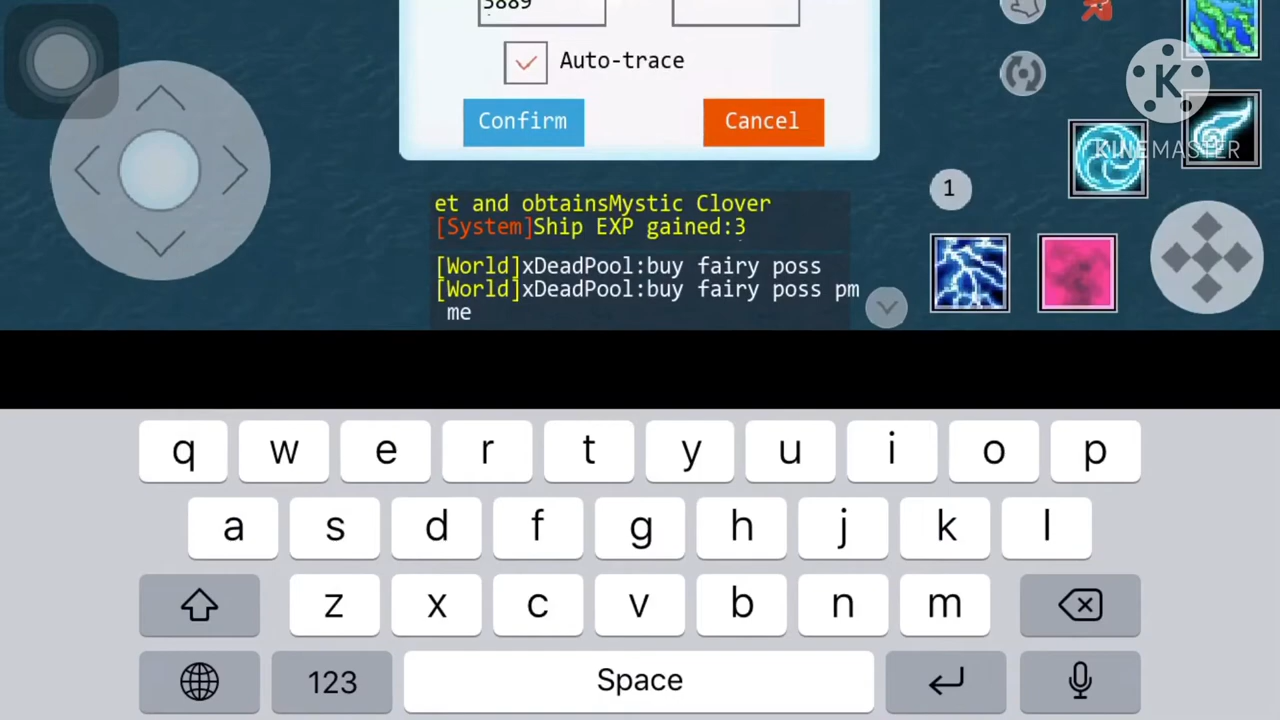 5889
Auto-trace
Confirm
Cancel
K
KINEMASTER
et and obtainsMystic Clover
[System]Ship EXP gained:3
1
[World]xDeadPool:buy fairy poss
[World]xDeadPool:buy fairy poss pm
me
q w e r t y u i o p
a s d f g h j k l
z x c v b n m
123
Space